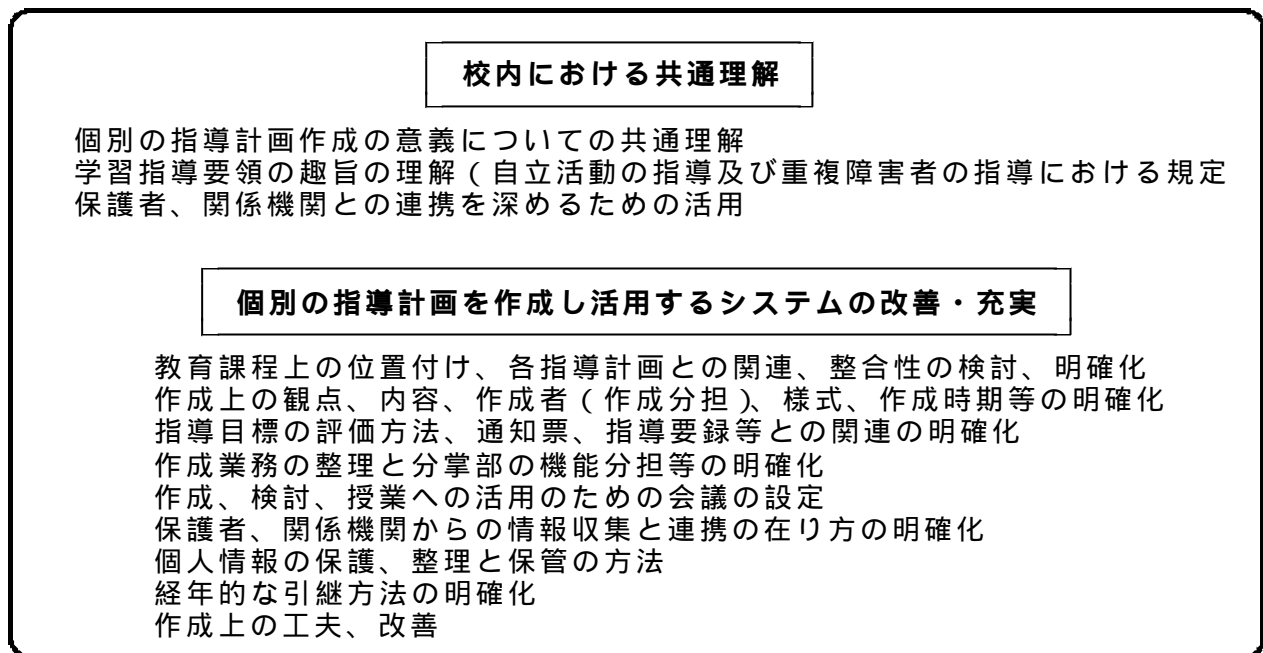 校内における共通理解
個別の指導計画作成の意義についての共通理解
学習指導要領の趣旨の理解(自立活動の指導及び重複障害者の指導における規定
保護者、関係機関との連携を深めるための活用
個別の指導計画を作成し活用するシステムの改善・充実
教育課程上の位置付け、各指導計画との関連、整合性の検討、明確化
作成上の観点、内容、作成者(作成分担)、様式、作成時期等の明確化
指導目標の評価方法、通知票、指導要録等との関連の明確化
作成業務の整理と分掌部の機能分担等の明確化
作成、検討、授業への活用のための会議の設定
保護者、関係機関からの情報収集と連携の在り方の明確化
個人情報の保護、整理と保管の方法
経年的な引継方法の明確化
作成上の工夫、改善